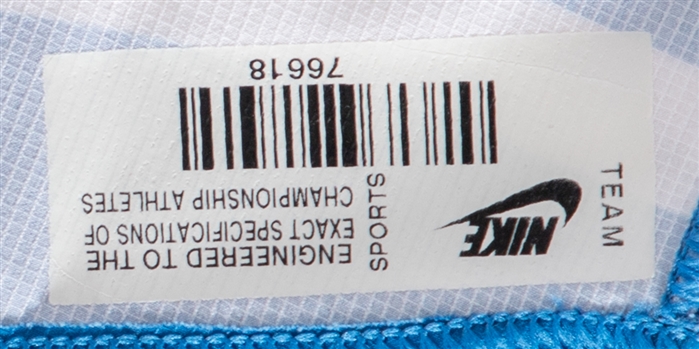 TEAM
NIKE
SPORTS
ENGINEERED TO THE
EXACT SPECIFICATIONS OF
CHAMPIONSHIP ATHLETES
76618